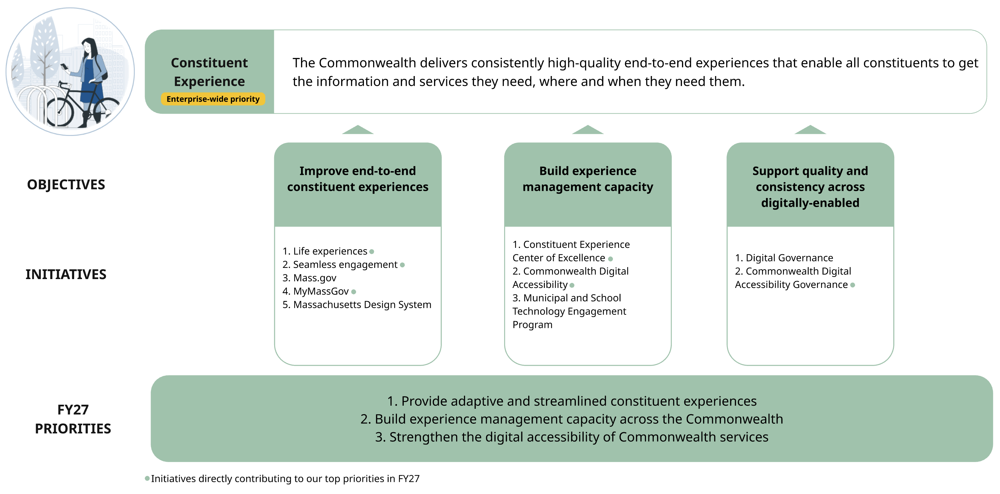 Constituent
Experience
Enterprise-wide priority
The Commonwealth delivers consistently high-quality end-to-end experiences that enable all constituents to get
the information and services they need, where and when they need them.
OBJECTIVES
Improve end-to-end
constituent experiences
Build experience
management capacity
Support quality and
consistency across
digitally-enabled
INITIATIVES
1. Life experiences
2. Seamless engagement
3. Mass.gov
4. MyMassGov
5. Massachusetts Design System
1. Constituent Experience
Center of Excellence
2. Commonwealth Digital
Accessibility
3. Municipal and School
Technology Engagement
Program
1. Digital Governance
2. Commonwealth Digital
Accessibility Governance
FY27
PRIORITIES
1. Provide adaptive and streamlined constituent experiences
2. Build experience management capacity across the Commonwealth
3. Strengthen the digital accessibility of Commonwealth services
Initiatives directly contributing to our top priorities in FY27